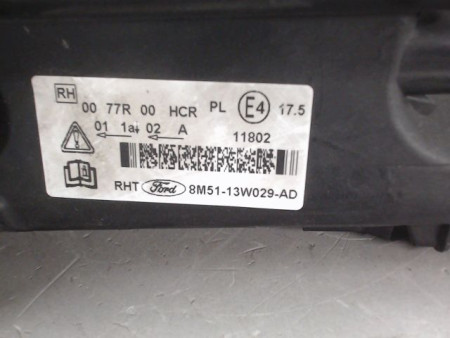 RH
00 77R 00 HCR PL E4 17.5
01 1a 02 A 11802
RHT Ford 8M51-13W029-AD